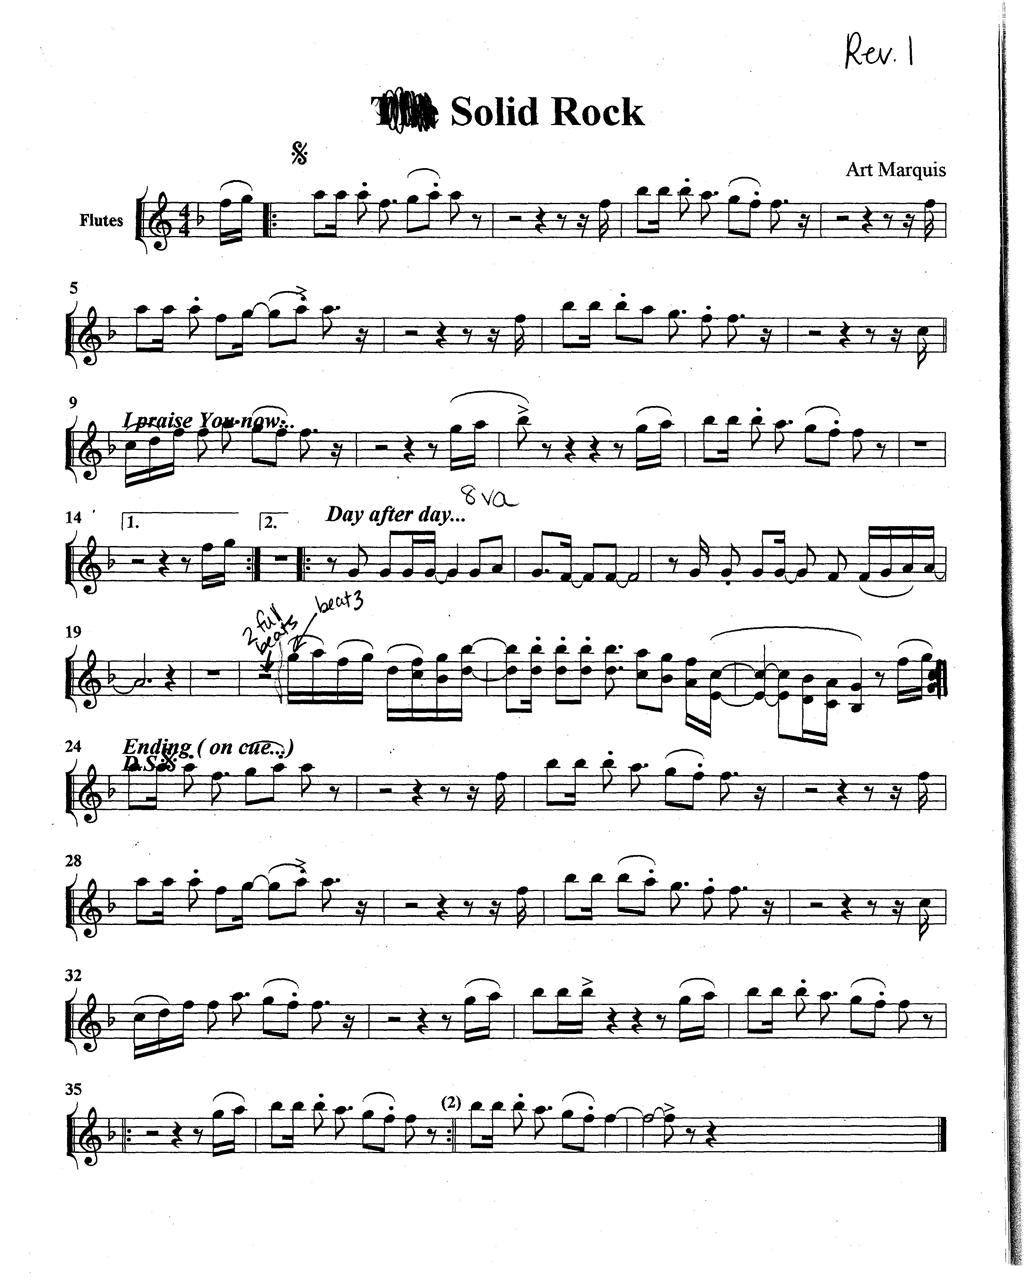 Rev. 1
Solid Rock
Art Marquis
Flutes
5
9
I praise You now...
14
1.
2.
Day after day...
8va
19
2 full
beats
beat 3
24
Ending ( on cue...)
D.S.
28
32
35
(2)